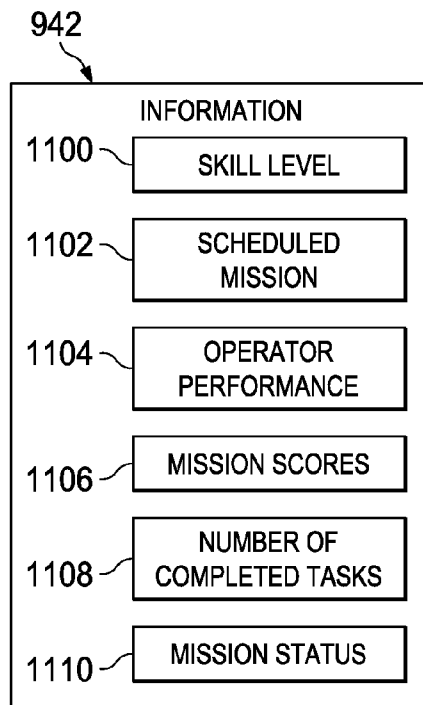 942
INFORMATION
1100 SKILL LEVEL
1102 SCHEDULED
MISSION
1104 OPERATOR
PERFORMANCE
1106 MISSION SCORES
1108 NUMBER OF
COMPLETED TASKS
1110 MISSION STATUS